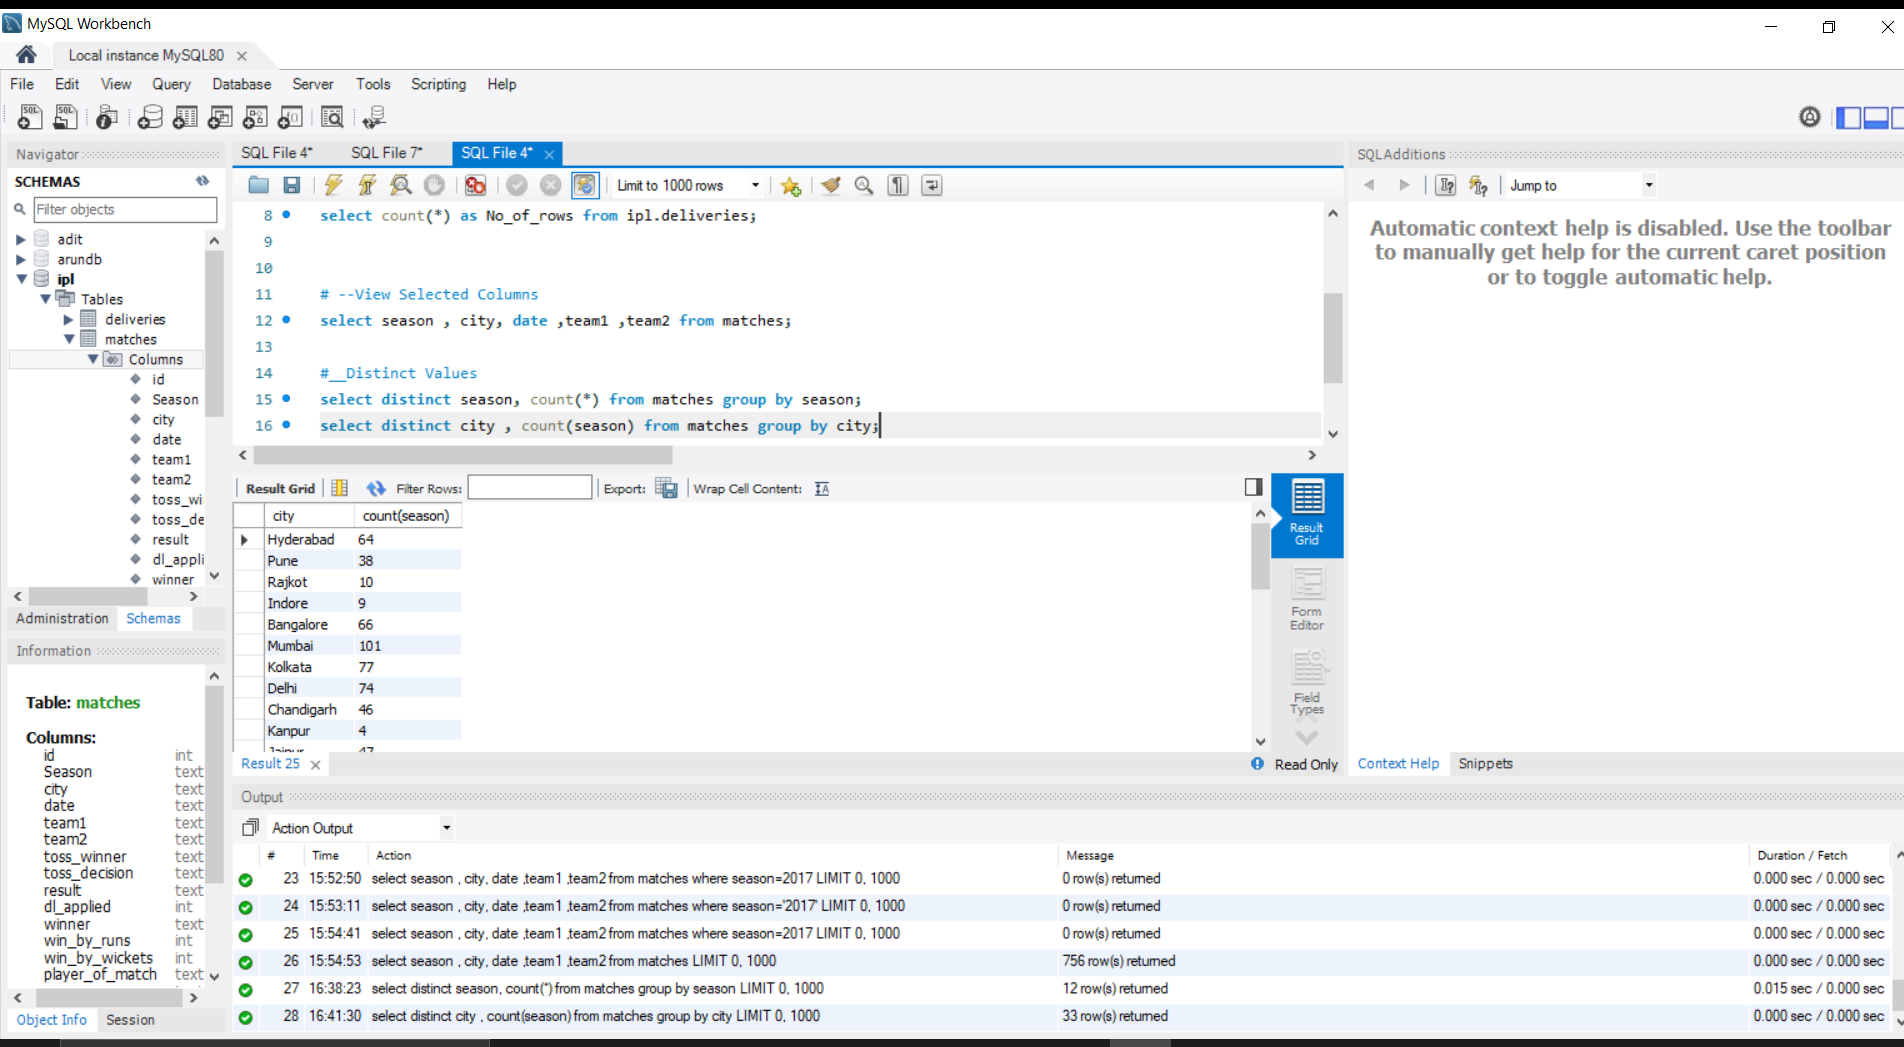 MySQL Workbench
Local instance MySQL80
File Edit View Query Database Server Tools Scripting Help
Navigator
SCHEMAS
Filter objects
adit
arundb
ipl
Tables
deliveries
matches
Columns
id
Season
city
date
team1
team2
toss_wi
toss_de
result
dl_appli
winner
Administration Schemas
Information
Table: matches
Columns:
id int
Season text
city text
date text
team1 text
team2 text
toss_winner text
toss_decision text
result text
dl_applied int
winner text
win_by_runs int
win_by_wickets int
player_of_match text
Object Info Session
SQL File 4* SQL File 7* SQL File 4*
Limit to 1000 rows
8 select count(*) as No_of_rows from ipl.deliveries;
9
10
11 # --View Selected Columns
12 select season , city, date ,team1 ,team2 from matches;
13
14 #__Distinct Values
15 select distinct season, count(*) from matches group by season;
16 select distinct city , count(season) from matches group by city;
Result Grid Filter Rows: Export: Wrap Cell Content:
city count(season)
Hyderabad 64
Pune 38
Rajkot 10
Indore 9
Bangalore 66
Mumbai 101
Kolkata 77
Delhi 74
Chandigarh 46
Kanpur 4
Jaipur 47
Result Grid
Form Editor
Field Types
Result 25
Read Only
SQLAdditions
Jump to
Automatic context help is disabled. Use the toolbar
to manually get help for the current caret position
or to toggle automatic help.
Context Help Snippets
Output
Action Output
# Time Action Message Duration / Fetch
23 15:52:50 select season , city, date ,team1 ,team2 from matches where season=2017 LIMIT 0, 1000 0 row(s) returned 0.000 sec / 0.000 sec
24 15:53:11 select season , city, date ,team1 ,team2 from matches where season='2017' LIMIT 0, 1000 0 row(s) returned 0.000 sec / 0.000 sec
25 15:54:41 select season , city, date ,team1 ,team2 from matches where season=2017 LIMIT 0, 1000 0 row(s) returned 0.000 sec / 0.000 sec
26 15:54:53 select season , city, date ,team1 ,team2 from matches LIMIT 0, 1000 756 row(s) returned 0.000 sec / 0.000 sec
27 16:38:23 select distinct season, count(*) from matches group by season LIMIT 0, 1000 12 row(s) returned 0.015 sec / 0.000 sec
28 16:41:30 select distinct city , count(season) from matches group by city LIMIT 0, 1000 33 row(s) returned 0.000 sec / 0.000 sec